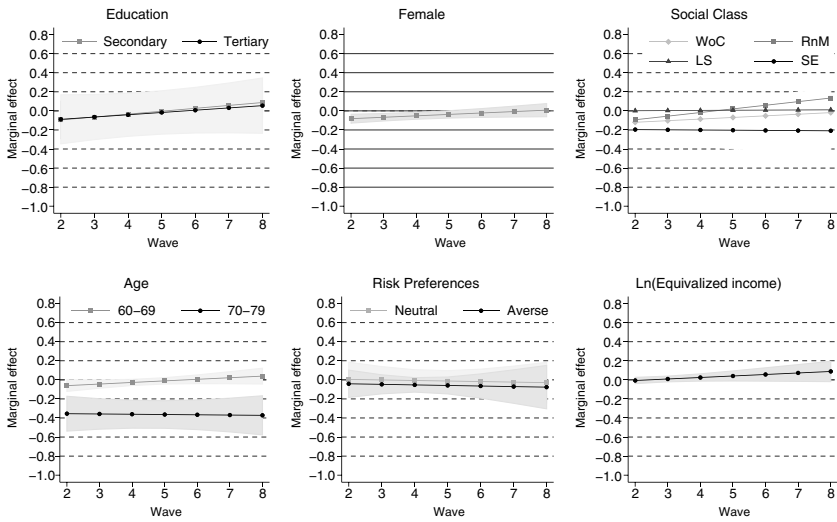 Education
Marginal effect
0.8
0.6
0.4
0.2
0.0
−0.2
−0.4
−0.6
−0.8
−1.0
Secondary
Tertiary
2 3 4 5 6 7 8
Wave
Female
Marginal effect
0.8
0.6
0.4
0.2
0.0
−0.2
−0.4
−0.6
−0.8
−1.0
2 3 4 5 6 7 8
Wave
Social Class
Marginal effect
0.8
0.6
0.4
0.2
0.0
−0.2
−0.4
−0.6
−0.8
−1.0
WoC
RnM
LS
SE
2 3 4 5 6 7 8
Wave
Age
Marginal effect
0.8
0.6
0.4
0.2
0.0
−0.2
−0.4
−0.6
−0.8
−1.0
60−69
70−79
2 3 4 5 6 7 8
Wave
Risk Preferences
Marginal effect
0.8
0.6
0.4
0.2
0.0
−0.2
−0.4
−0.6
−0.8
−1.0
Neutral
Averse
2 3 4 5 6 7 8
Wave
Ln(Equivalized income)
Marginal effect
0.8
0.6
0.4
0.2
0.0
−0.2
−0.4
−0.6
−0.8
−1.0
2 3 4 5 6 7 8
Wave